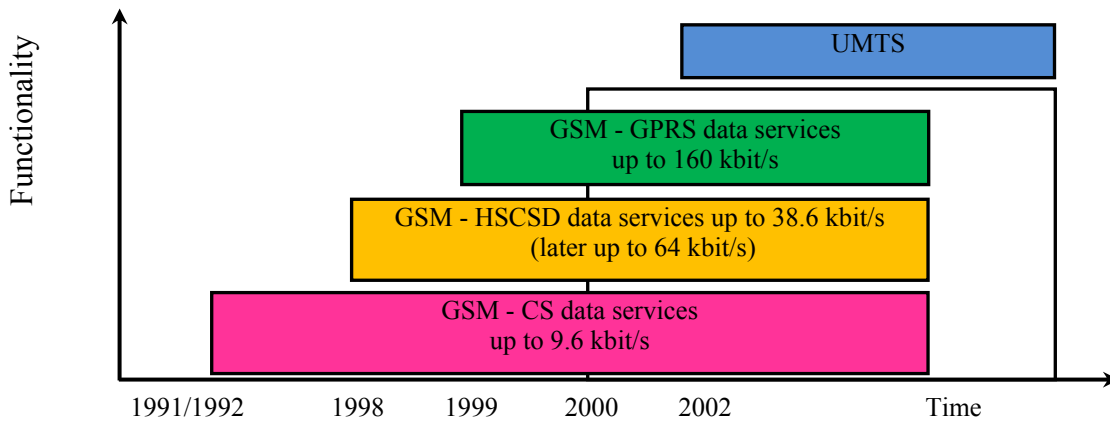 Functionality
UMTS
GSM - GPRS data services
up to 160 kbit/s
GSM - HSCSD data services up to 38.6 kbit/s
(later up to 64 kbit/s)
GSM - CS data services
up to 9.6 kbit/s
1991/1992 1998 1999 2000 2002 Time